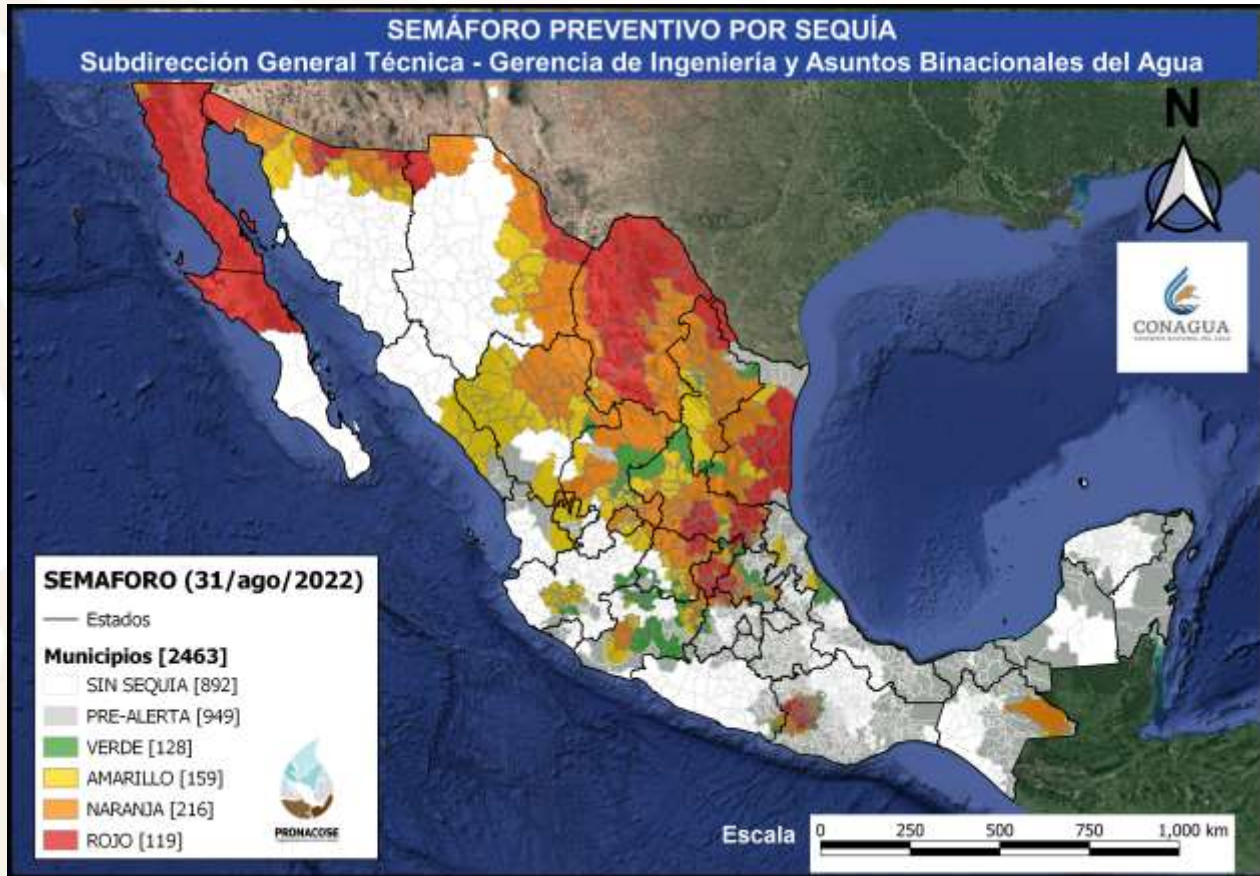 SEMÁFORO PREVENTIVO POR SEQUÍA
Subdirección General Técnica - Gerencia de Ingeniería y Asuntos Binacionales del Agua
N
CONAGUA
SEMAFORO (31/ago/2022)
Estados
Municipios [2463]
SIN SEQUIA [892]
PRE-ALERTA [949]
VERDE [128]
AMARILLO [159]
NARANJA [216]
ROJO [119]
PRONACOSE
Escala 0 250 500 750 1,000 km